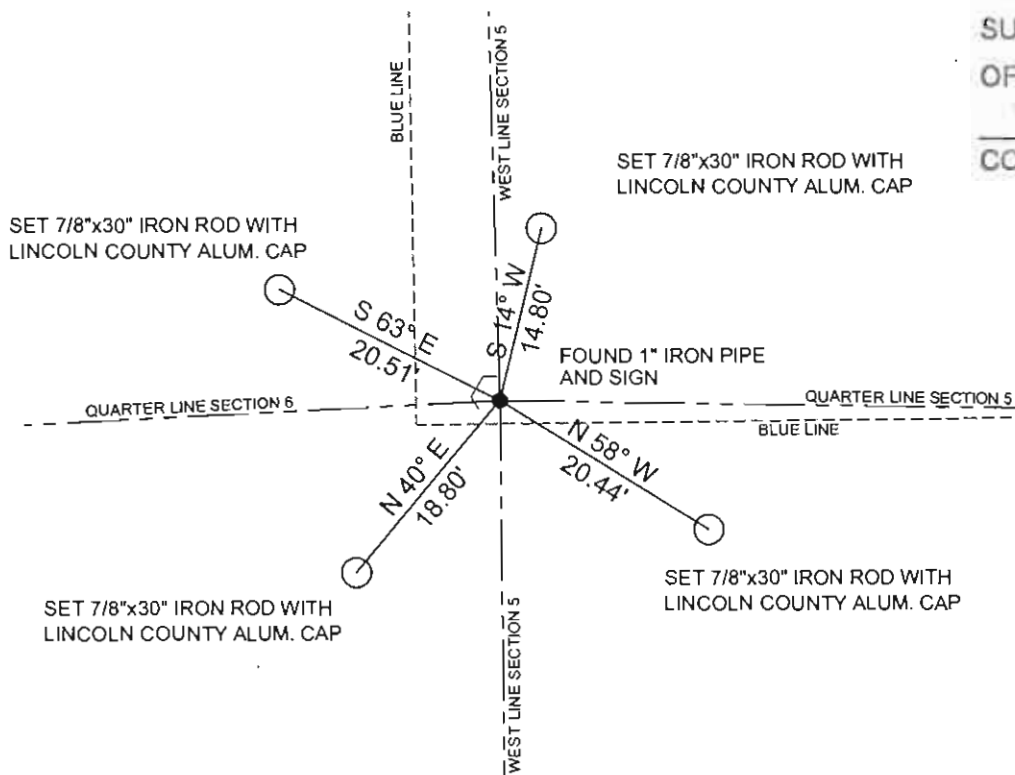 SU
OF
CO
BLUE LINE
WEST LINE SECTION 5
SET 7/8"x30" IRON ROD WITH
LINCOLN COUNTY ALUM. CAP
SET 7/8"x30" IRON ROD WITH
LINCOLN COUNTY ALUM. CAP
S 63° E
20.51'
S 14° W
14.80'
FOUND 1" IRON PIPE
AND SIGN
QUARTER LINE SECTION 6
QUARTER LINE SECTION 5
BLUE LINE
N 40° E
18.80'
N 58° W
20.44'
SET 7/8"x30" IRON ROD WITH
LINCOLN COUNTY ALUM. CAP
SET 7/8"x30" IRON ROD WITH
LINCOLN COUNTY ALUM. CAP
WEST LINE SECTION 5